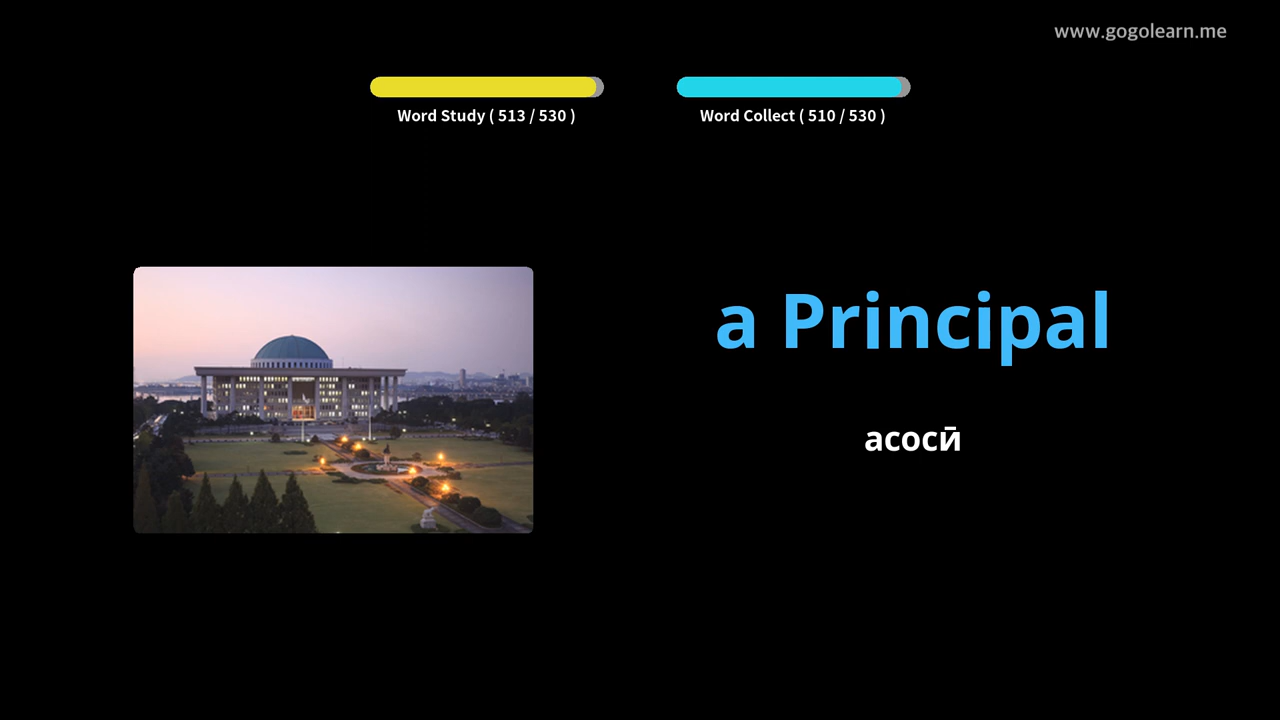 www.gogolearn.me
Word Study ( 513 / 530 )
Word Collect ( 510 / 530 )
a Principal
асосӣ